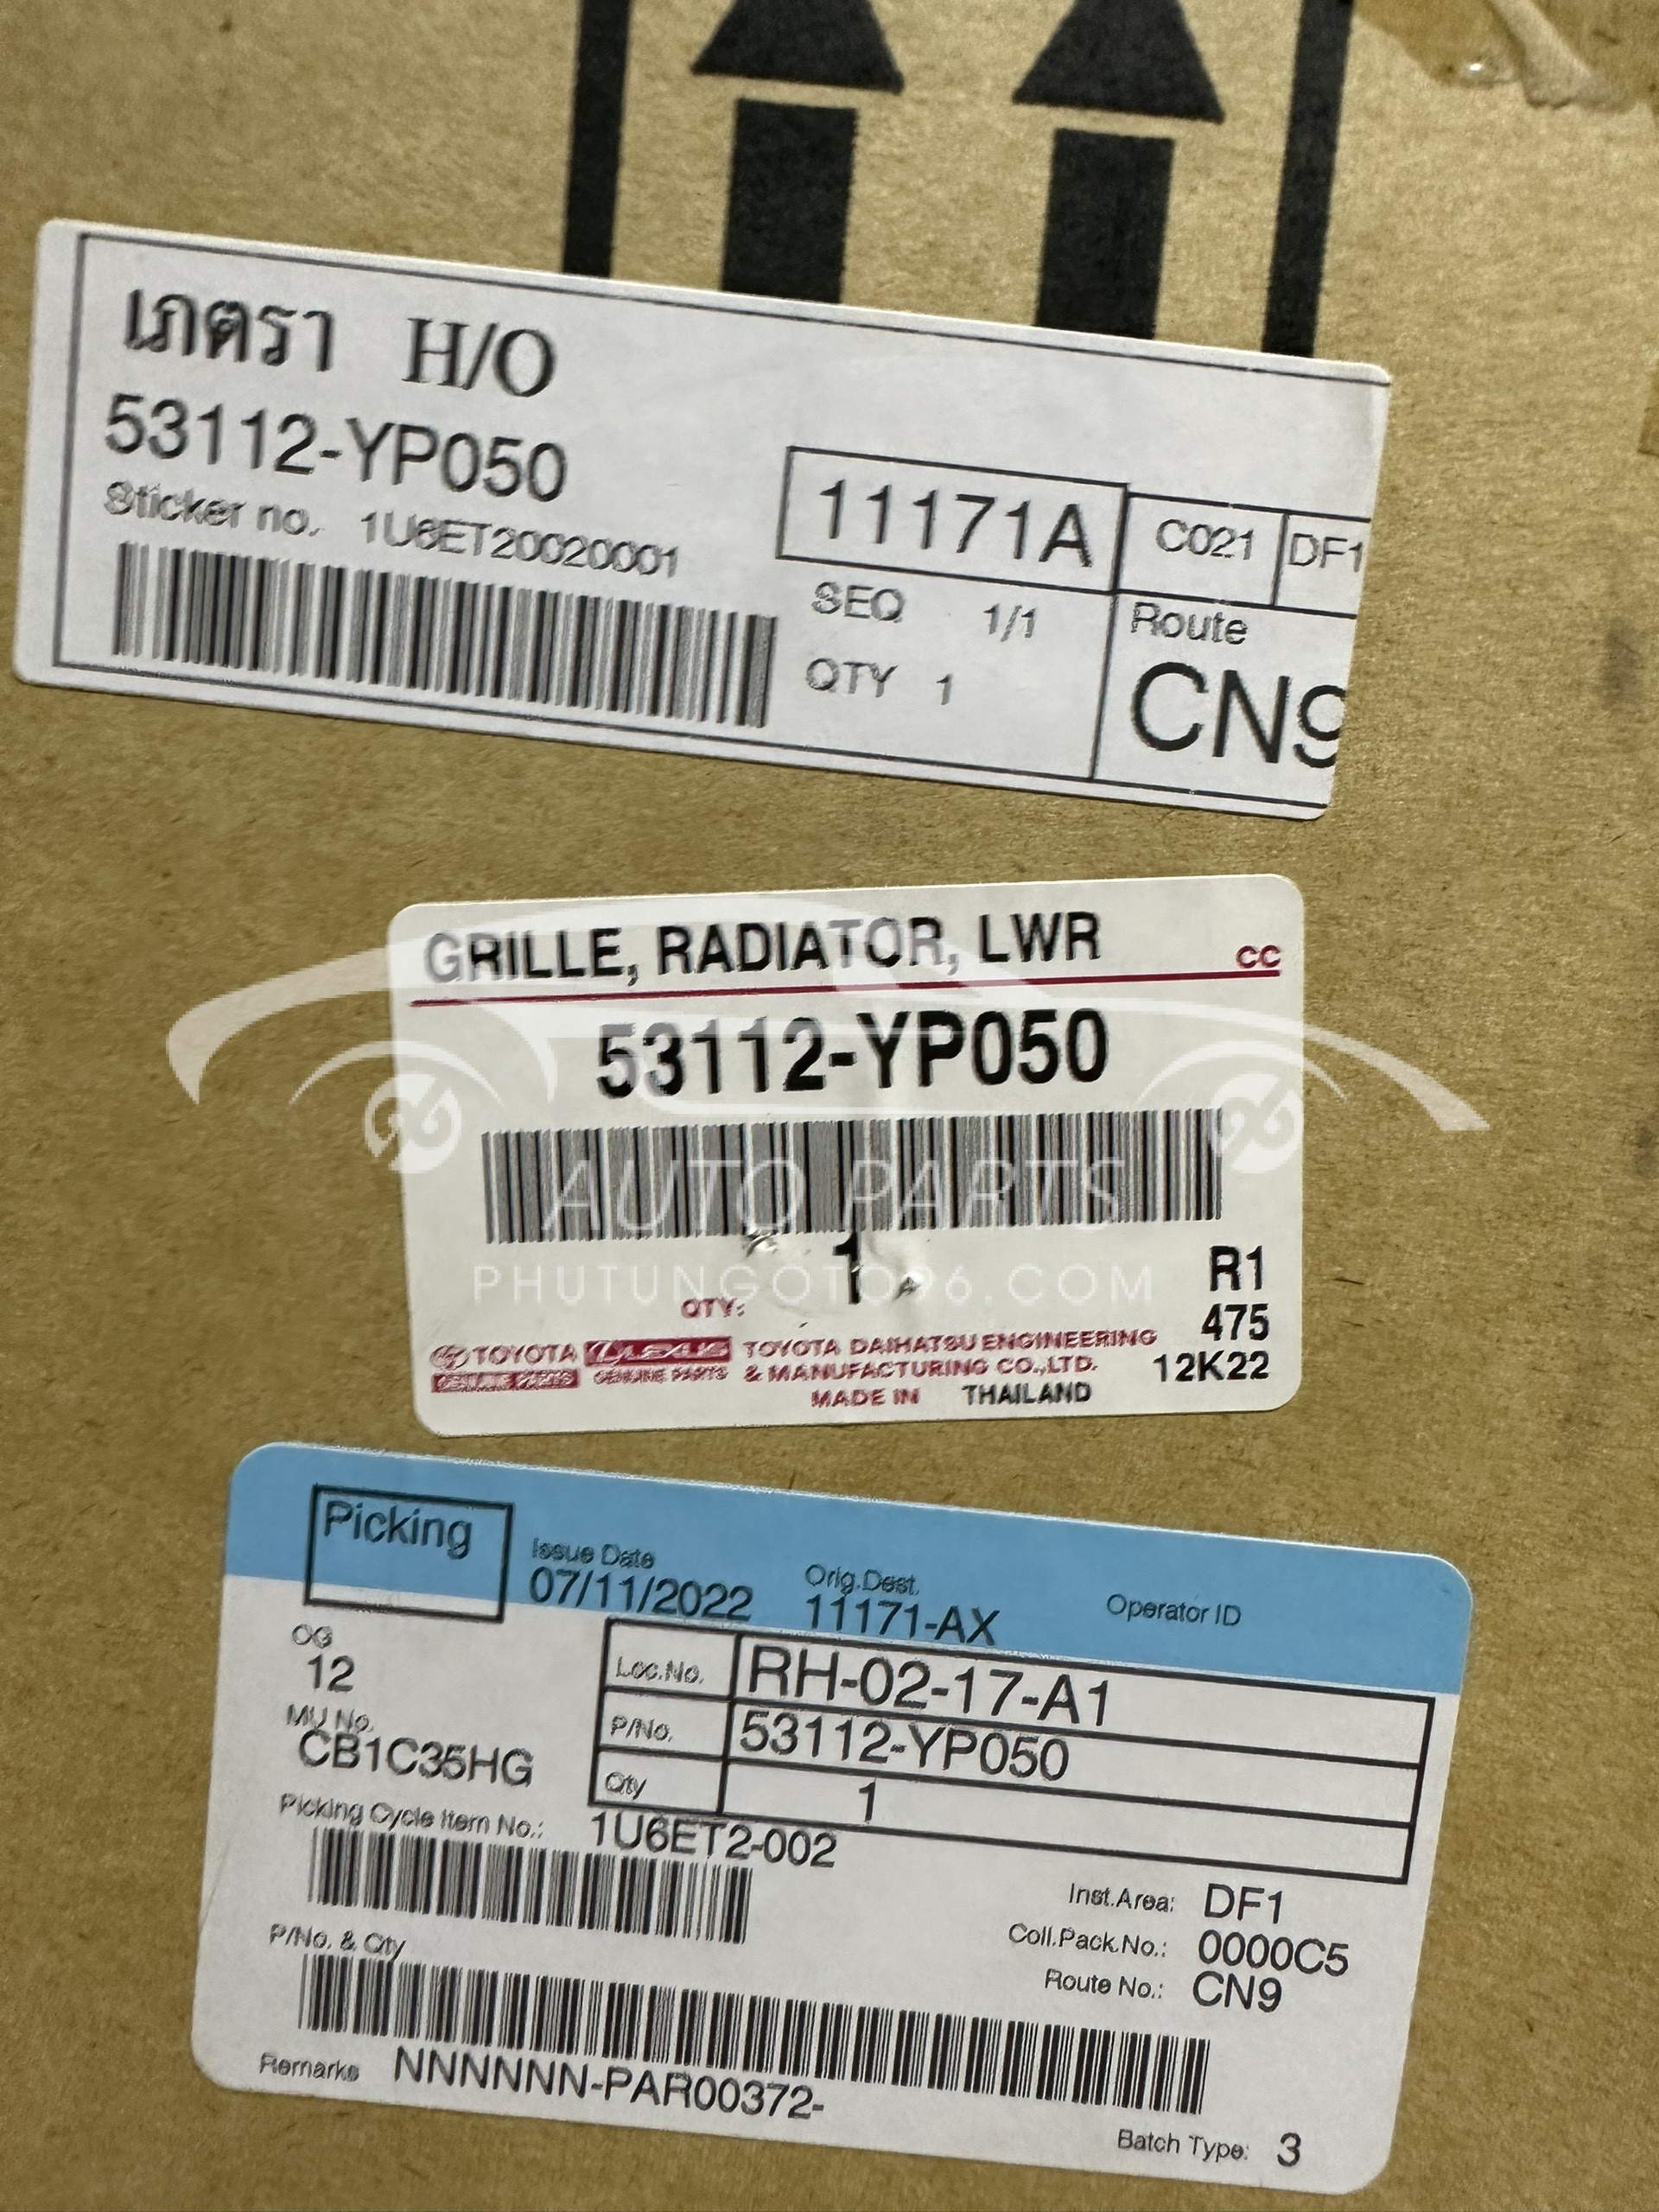 เภตรา H/O
53112-YP050
Sticker no. 1U6ET20020001
11171A
C021
DF1
SEQ 1/1
QTY 1
Route
CN9
GRILLE, RADIATOR, LWR
CC
53112-YP050
AUTO PARTS
1
PHUTUNGOTO96.COM
QTY:
R1
475
12K22
TOYOTA
GENUINE PARTS
LEXUS
GENUINE PARTS
TOYOTA DAIHATSU ENGINEERING
& MANUFACTURING CO.,LTD.
MADE IN THAILAND
Picking
Issue Date
07/11/2022
Orig.Dest.
11171-AX
Operator ID
OG
12
MU No.
CB1C35HG
Loc.No. RH-02-17-A1
P/No. 53112-YP050
Qty 1
Picking Cycle Item No.: 1U6ET2-002
Inst.Area: DF1
Coll.Pack.No.: 0000C5
Route No.: CN9
P/No. & Qty
Remarks NNNNNN-PAR00372-
Batch Type: 3